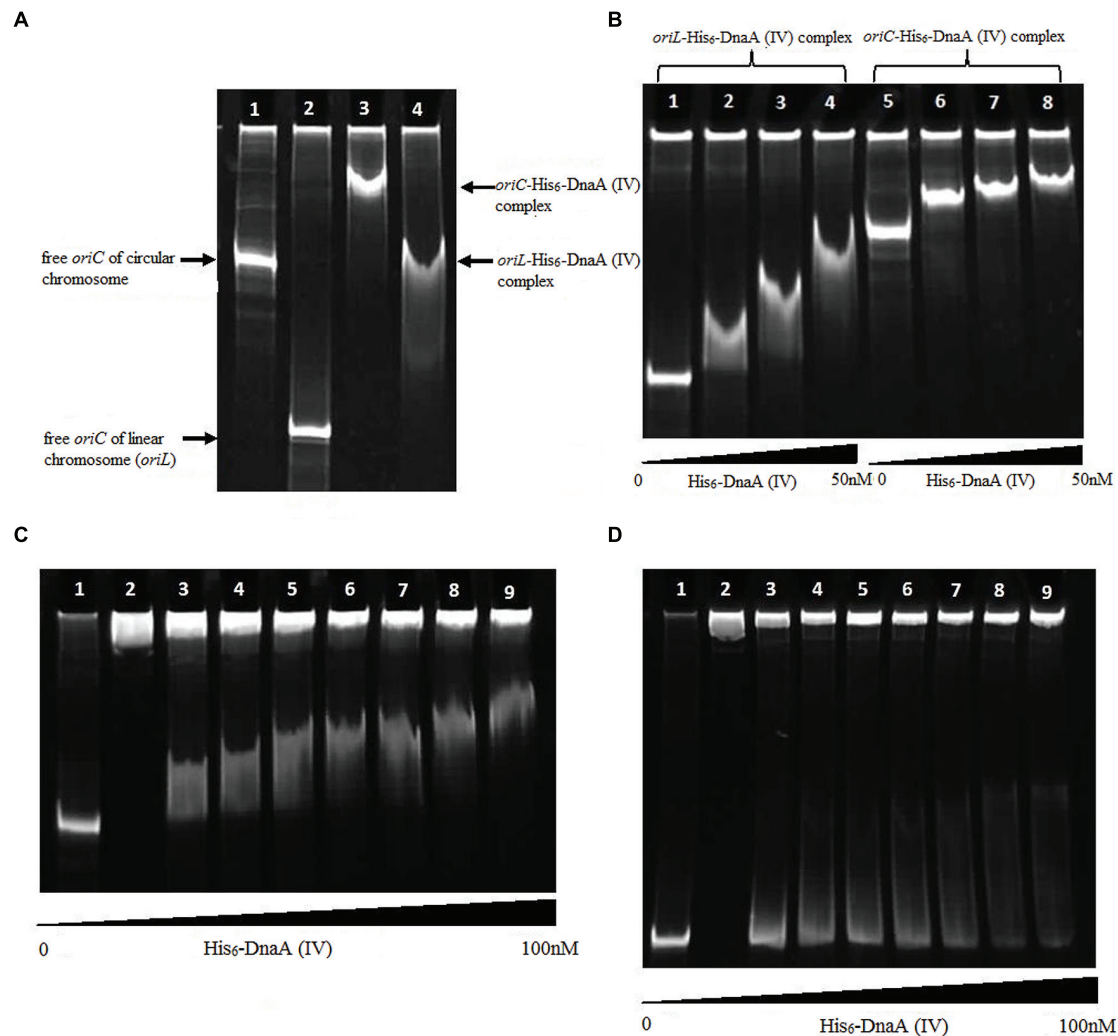 A
1 2 3 4
oriC-His6-DnaA (IV)
complex
free oriC of circular
chromosome
oriL-His6-DnaA (IV)
complex
free oriC of linear
chromosome (oriL)
B
oriL-His6-DnaA (IV) complex oriC-His6-DnaA (IV) complex
1 2 3 4 5 6 7 8
0 His6-DnaA (IV) 50nM 0 His6-DnaA (IV) 50nM
C
1 2 3 4 5 6 7 8 9
0 His6-DnaA (IV) 100nM
D
1 2 3 4 5 6 7 8 9
0 His6-DnaA (IV) 100nM